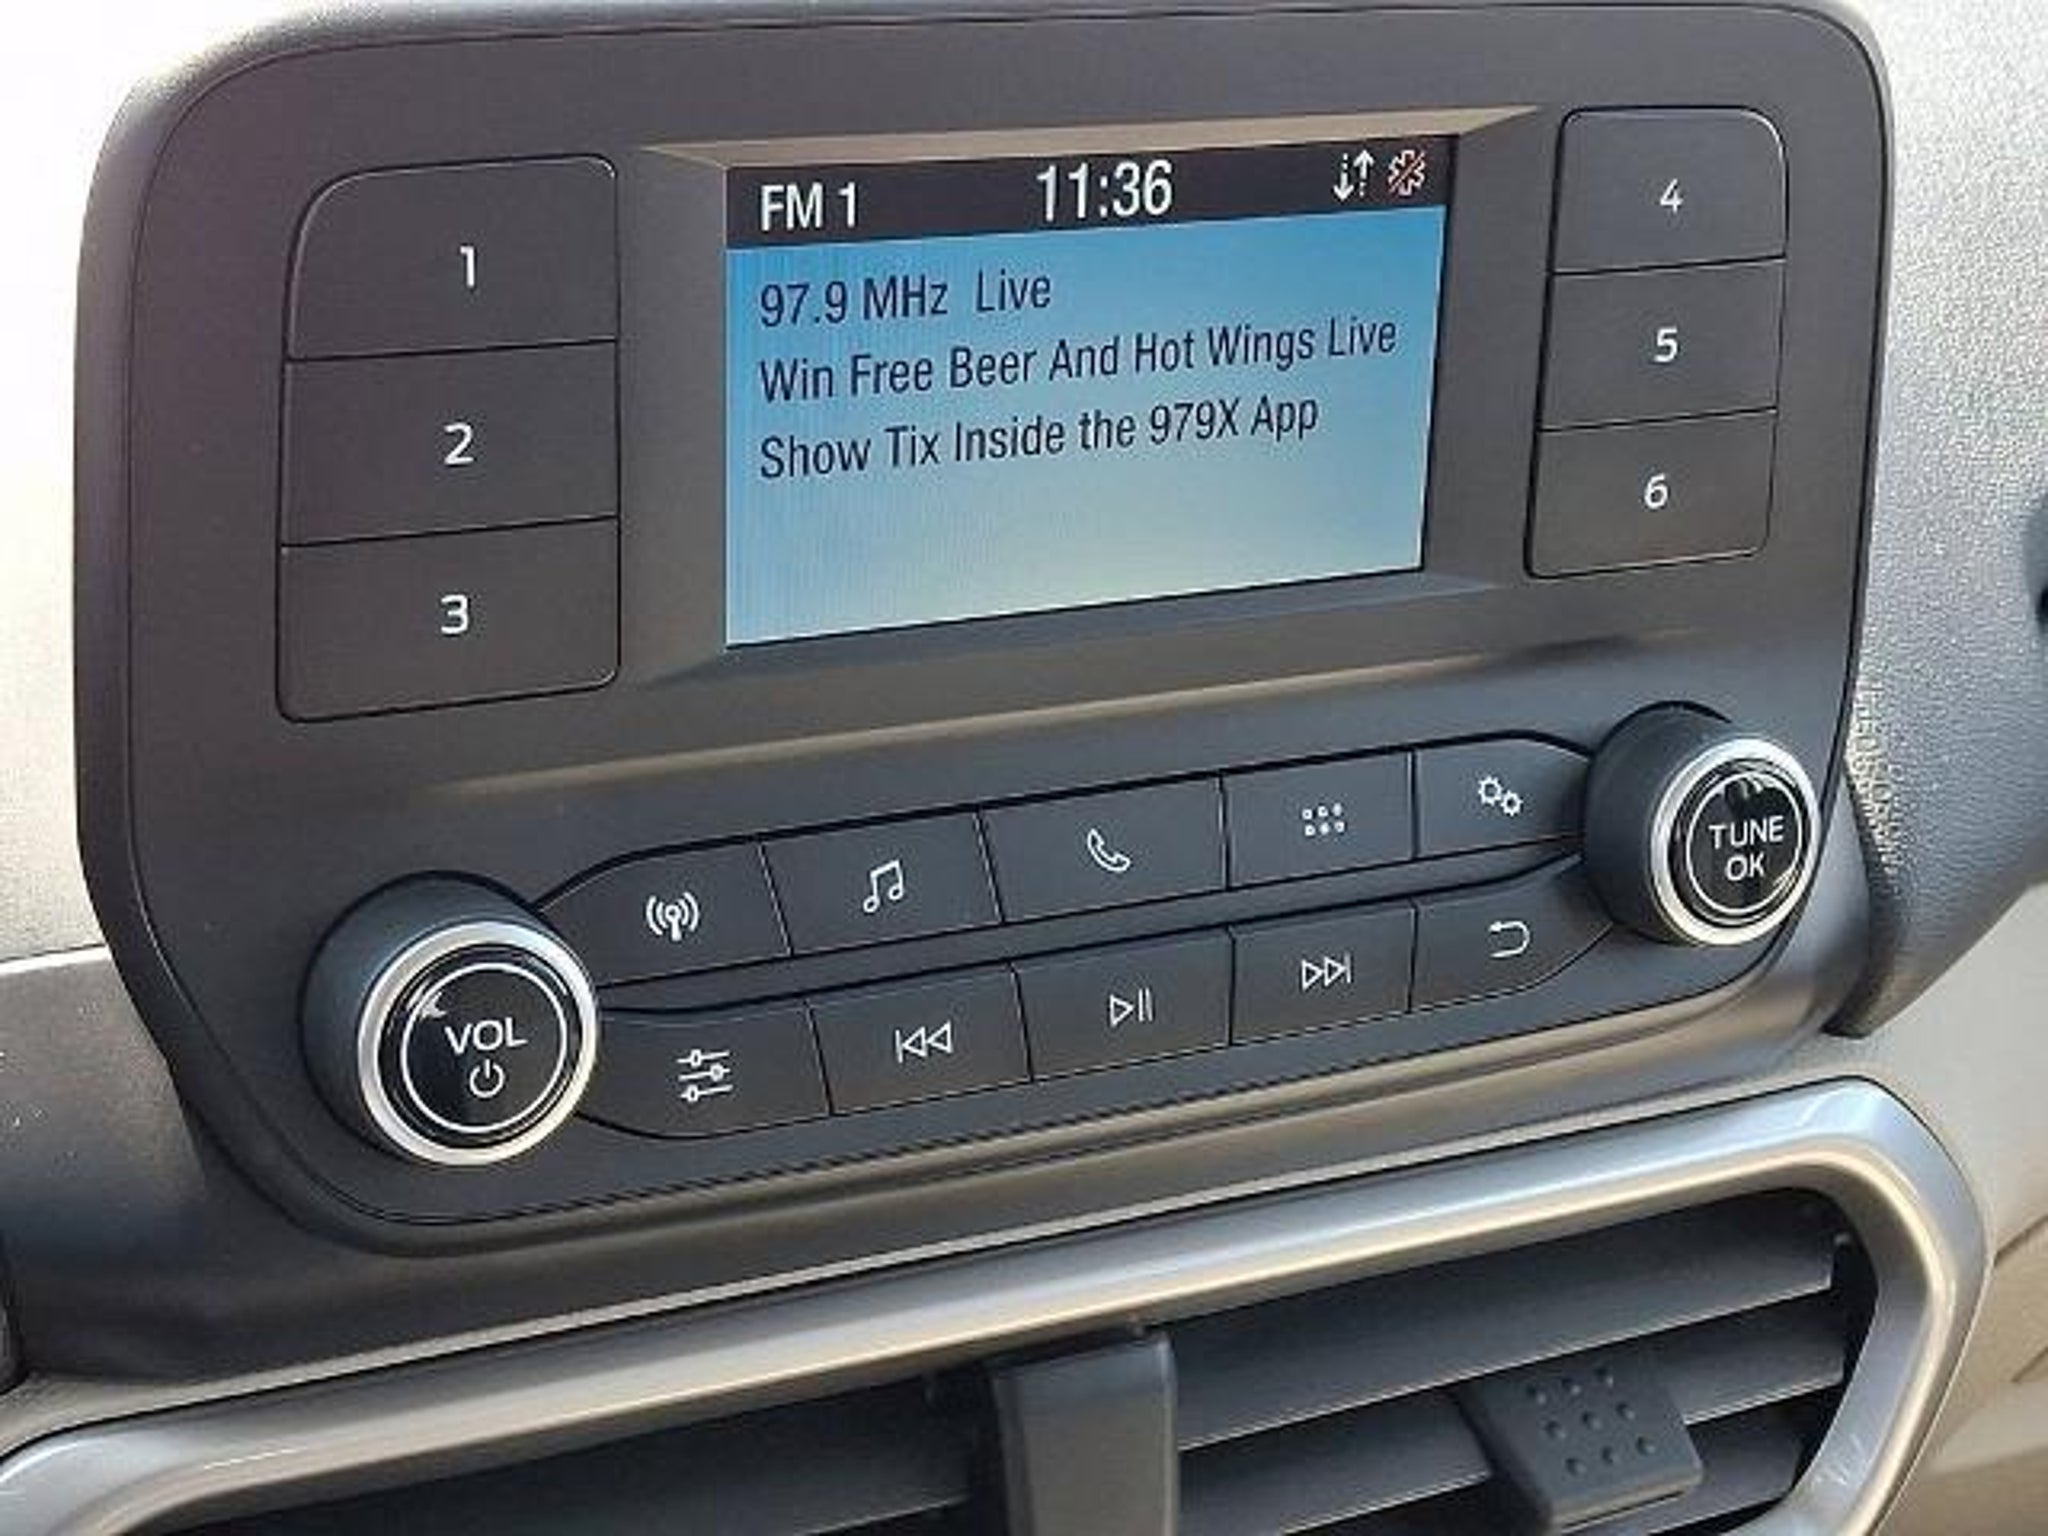 FM 1 11:36
97.9 MHz Live
Win Free Beer And Hot Wings Live
Show Tix Inside the 979X App
1
2
3
4
5
6
VOL
TUNE
OK